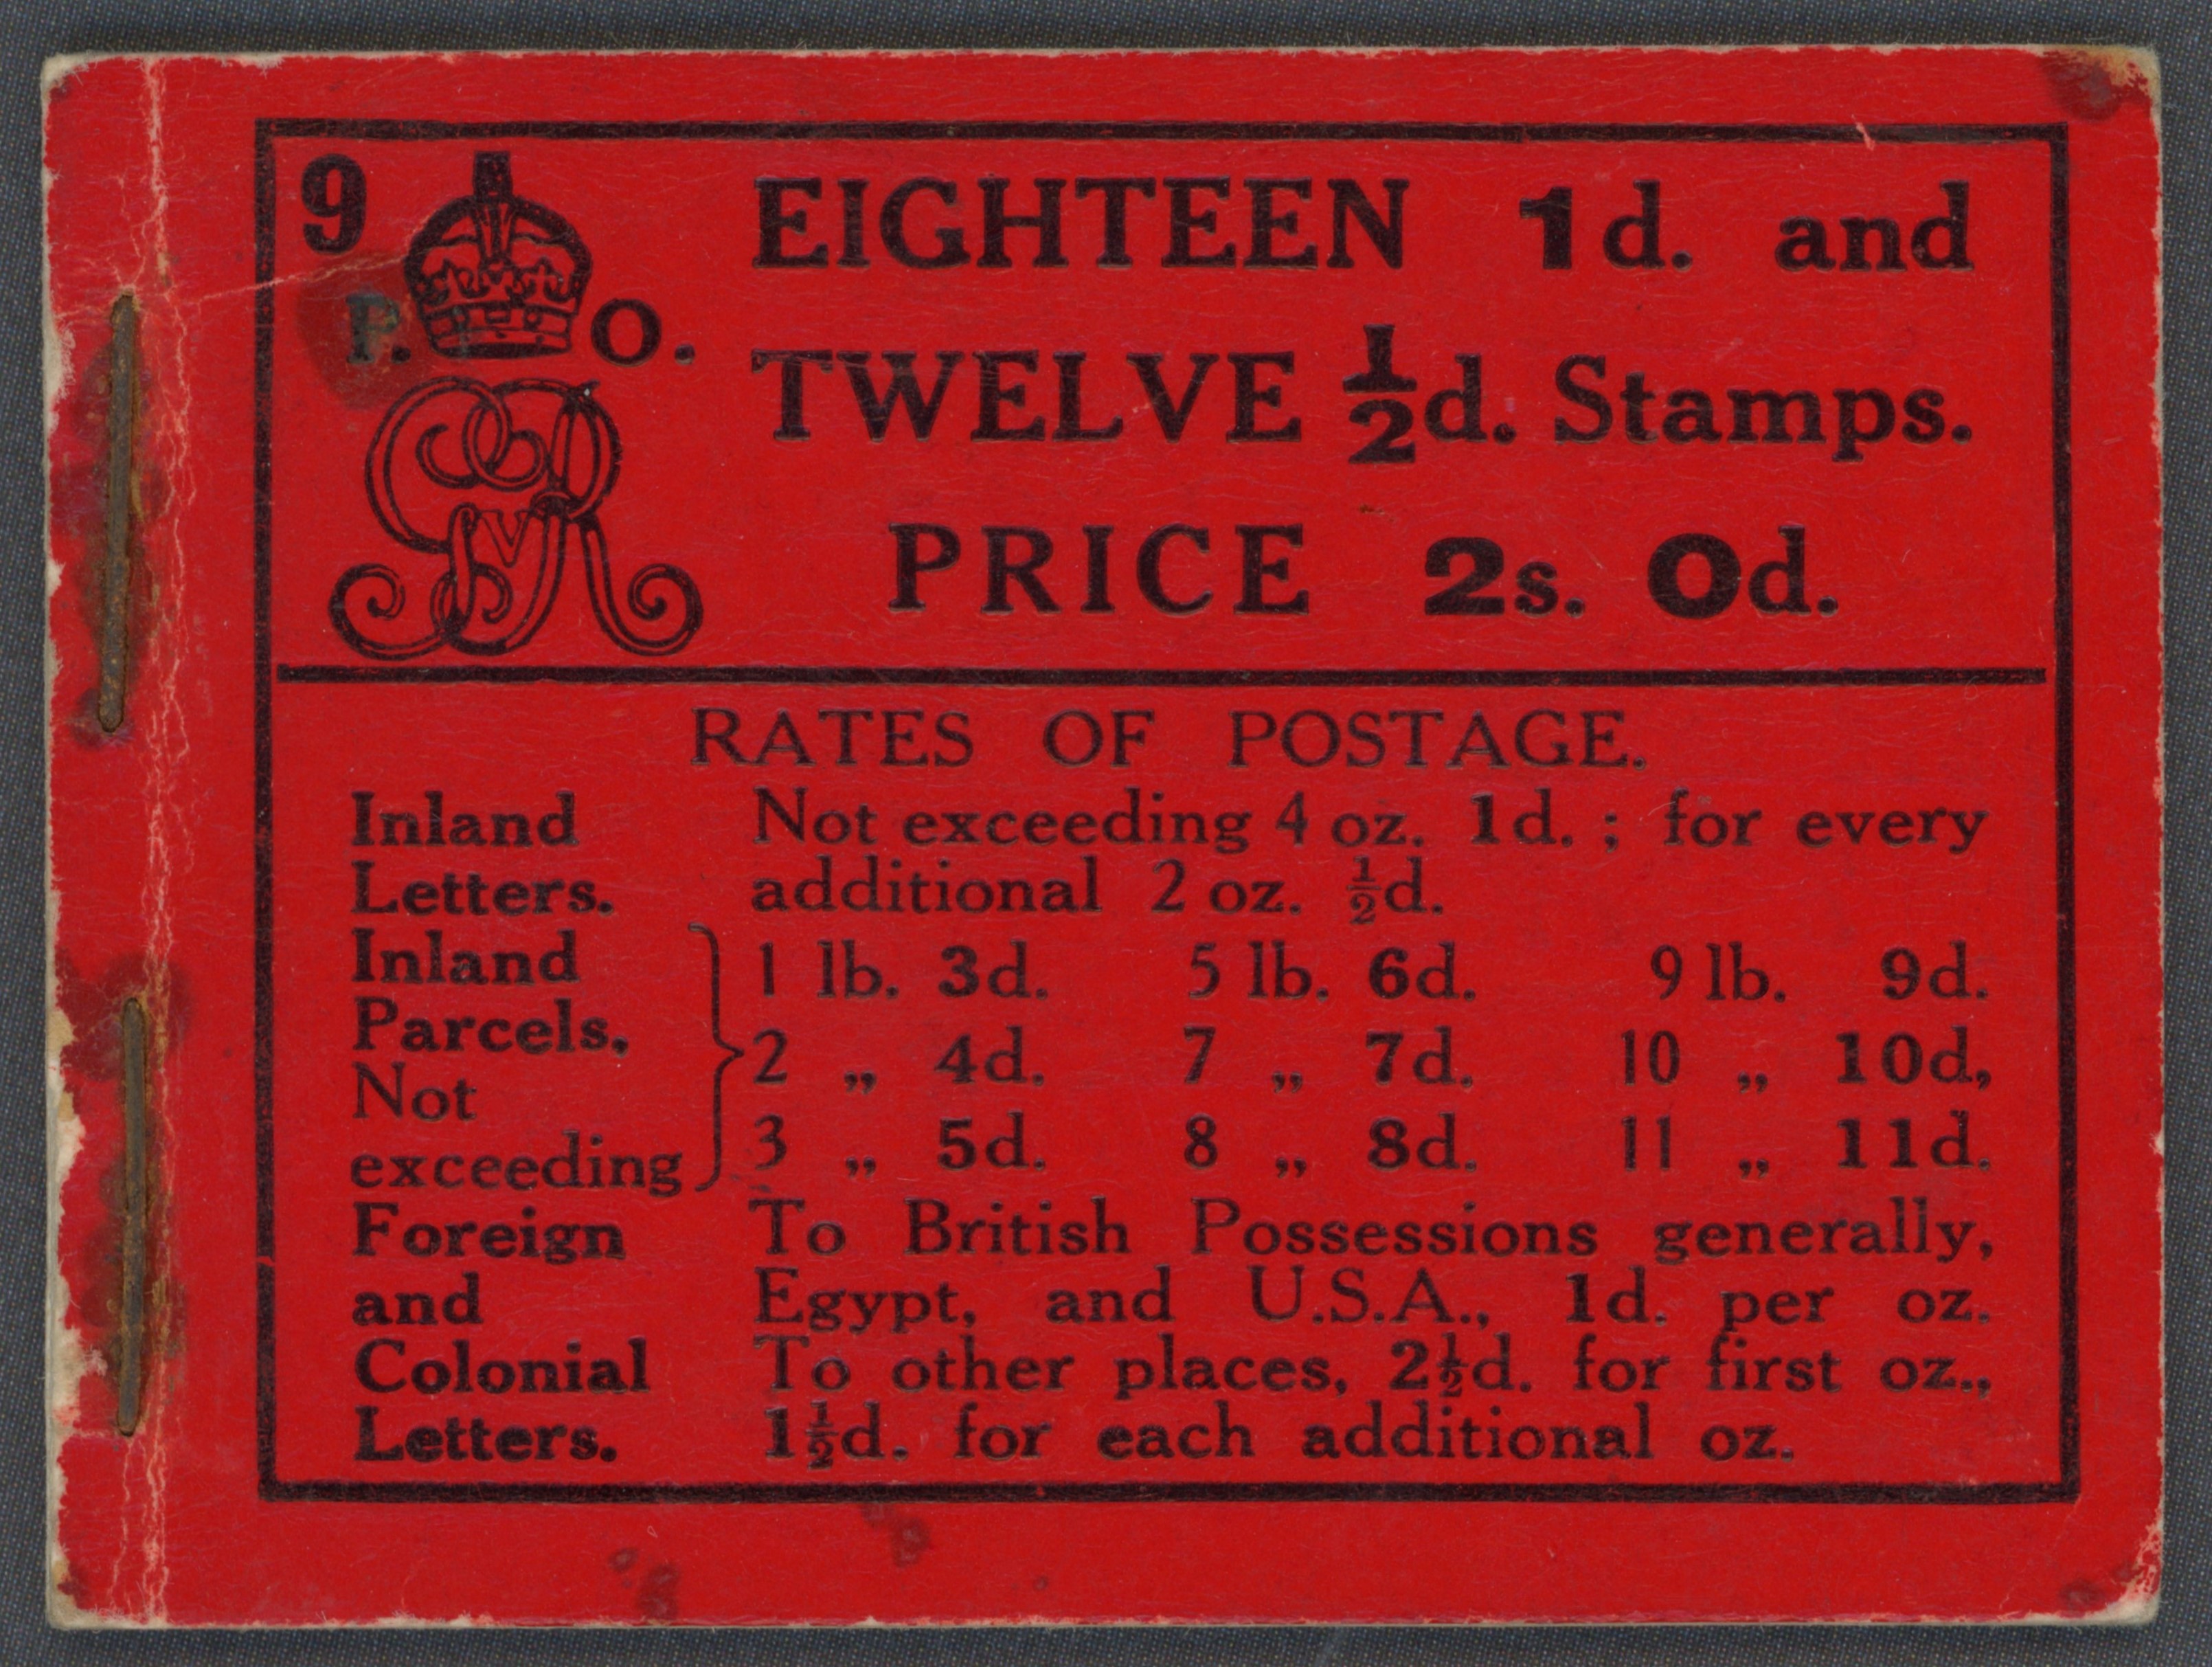 9
P. O.
GVR
EIGHTEEN 1d. and
TWELVE ½d. Stamps.
PRICE 2s. 0d.
RATES OF POSTAGE.
Inland Letters. Not exceeding 4 oz. 1d. ; for every
additional 2 oz. ½d.
Inland Parcels, Not exceeding
1 lb. 3d. 5 lb. 6d. 9 lb. 9d.
2 „ 4d. 7 „ 7d. 10 „ 10d,
3 „ 5d. 8 „ 8d. 11 „ 11d.
Foreign and Colonial Letters. To British Possessions generally,
Egypt, and U.S.A., 1d. per oz.
To other places, 2½d. for first oz.,
1½d. for each additional oz.